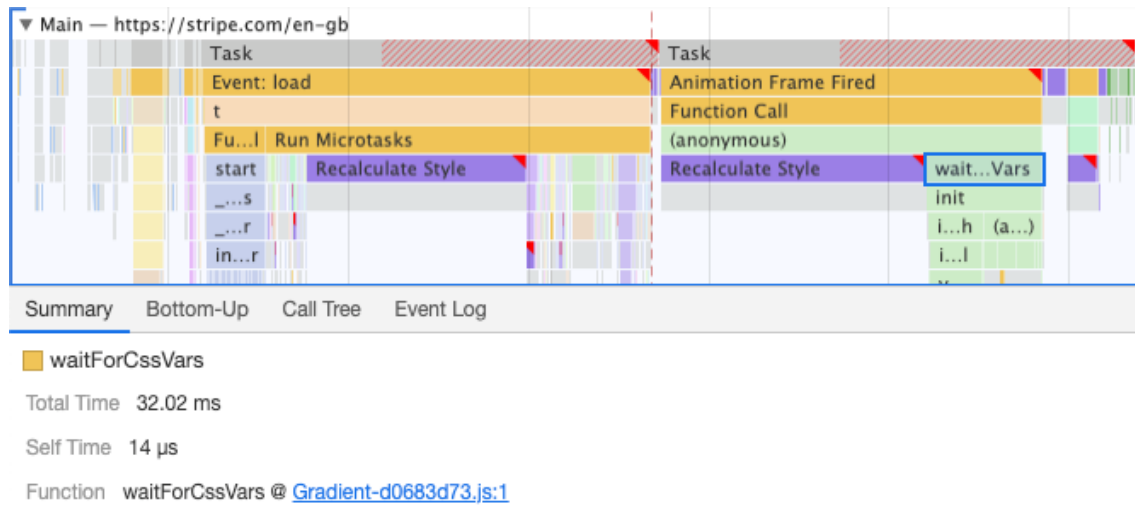 ▼ Main — https://stripe.com/en-gb
Task Task
Event: load Animation Frame Fired
t Function Call
Fu...l Run Microtasks (anonymous)
start Recalculate Style Recalculate Style wait...Vars
_...s init
_...r i...h (a...)
in...r i...l
Summary Bottom-Up Call Tree Event Log
waitForCssVars
Total Time 32.02 ms
Self Time 14 μs
Function waitForCssVars @ Gradient-d0683d73.js:1